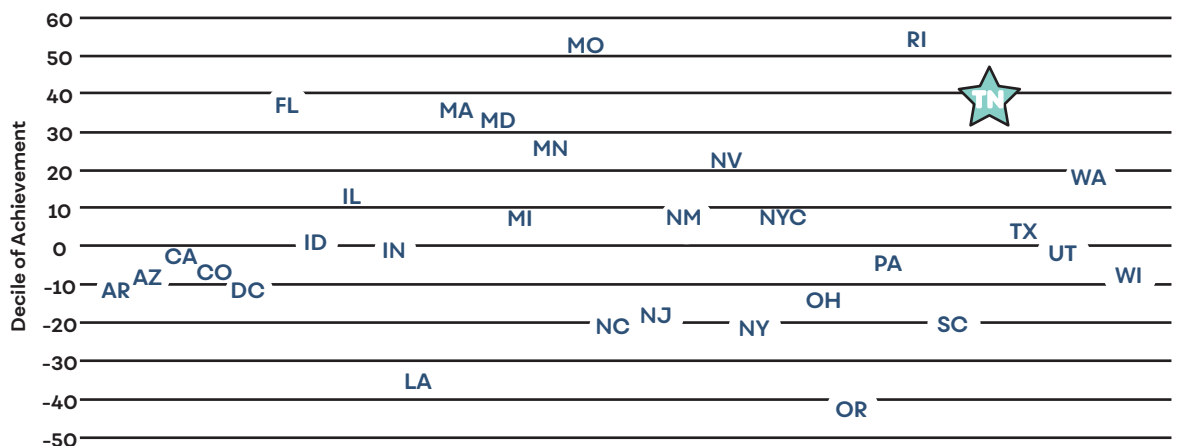 Decile of Achievement
60
50
40
30
20
10
0
-10
-20
-30
-40
-50
MO
RI
FL
TN
MA
MD
MN
NV
WA
IL
MI
NM
NYC
TX
ID
IN
UT
CA
CO
AZ
PA
WI
AR
DC
OH
NJ
NC
NY
SC
LA
OR